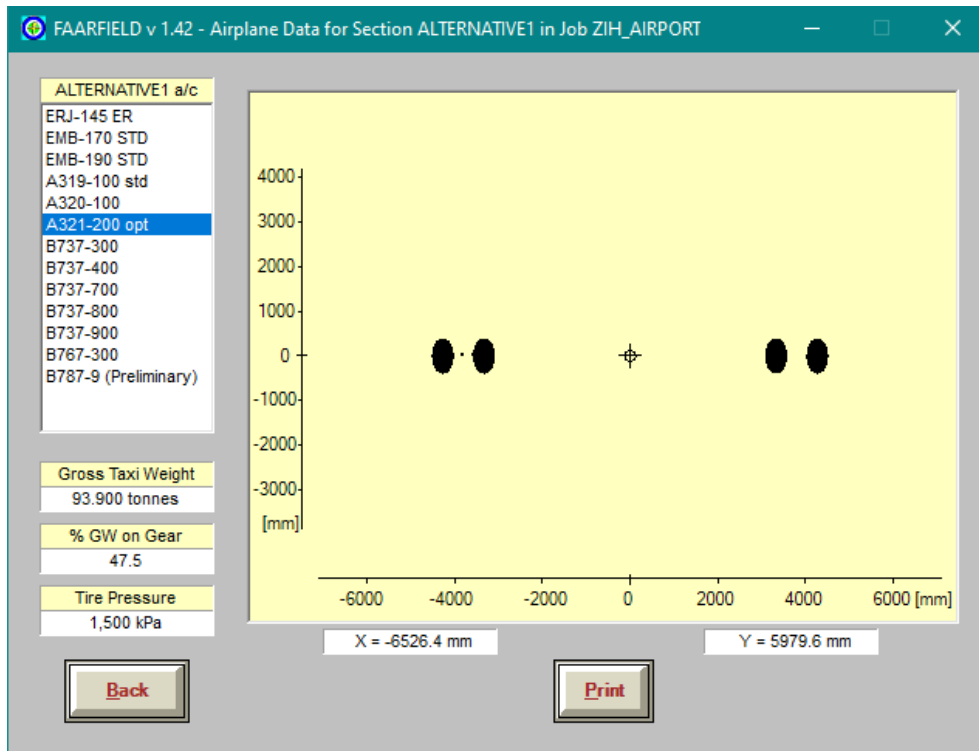 FAARFIELD v 1.42 - Airplane Data for Section ALTERNATIVE1 in Job ZIH_AIRPORT
ALTERNATIVE1 a/c
ERJ-145 ER
EMB-170 STD
EMB-190 STD
A319-100 std
A320-100
A321-200 opt
B737-300
B737-400
B737-700
B737-800
B737-900
B767-300
B787-9 (Preliminary)
Gross Taxi Weight
93.900 tonnes
% GW on Gear
47.5
Tire Pressure
1,500 kPa
4000
3000
2000
1000
0
-1000
-2000
-3000
[mm]
-6000 -4000 -2000 0 2000 4000 6000 [mm]
X = -6526.4 mm Y = 5979.6 mm
Back Print